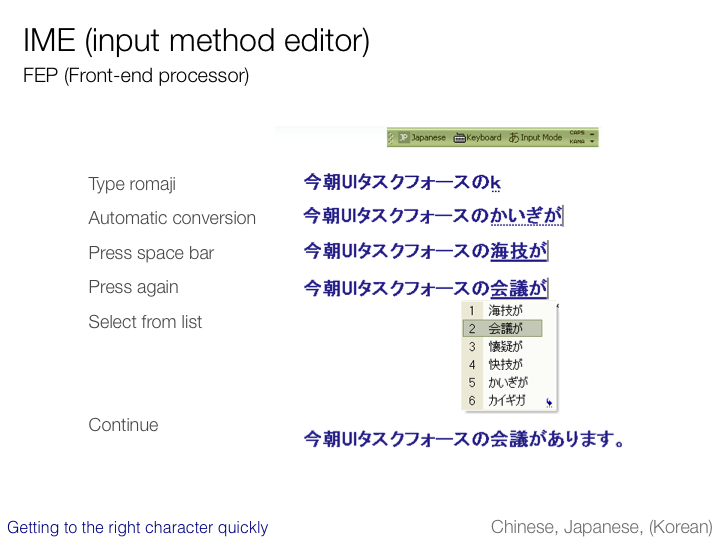 IME (input method editor)
FEP (Front-end processor)
JP Japanese Keyboard あ Input Mode CAPS KANA
Type romaji
今朝UIタスクフォースのk
Automatic conversion
今朝UIタスクフォースのかいぎが
Press space bar
今朝UIタスクフォースの海技が
Press again
今朝UIタスクフォースの会議が
Select from list
1 海技が
2 会議が
3 懐疑が
4 快技が
5 かいぎが
6 カイギガ
Continue
今朝UIタスクフォースの会議があります。
Getting to the right character quickly
Chinese, Japanese, (Korean)